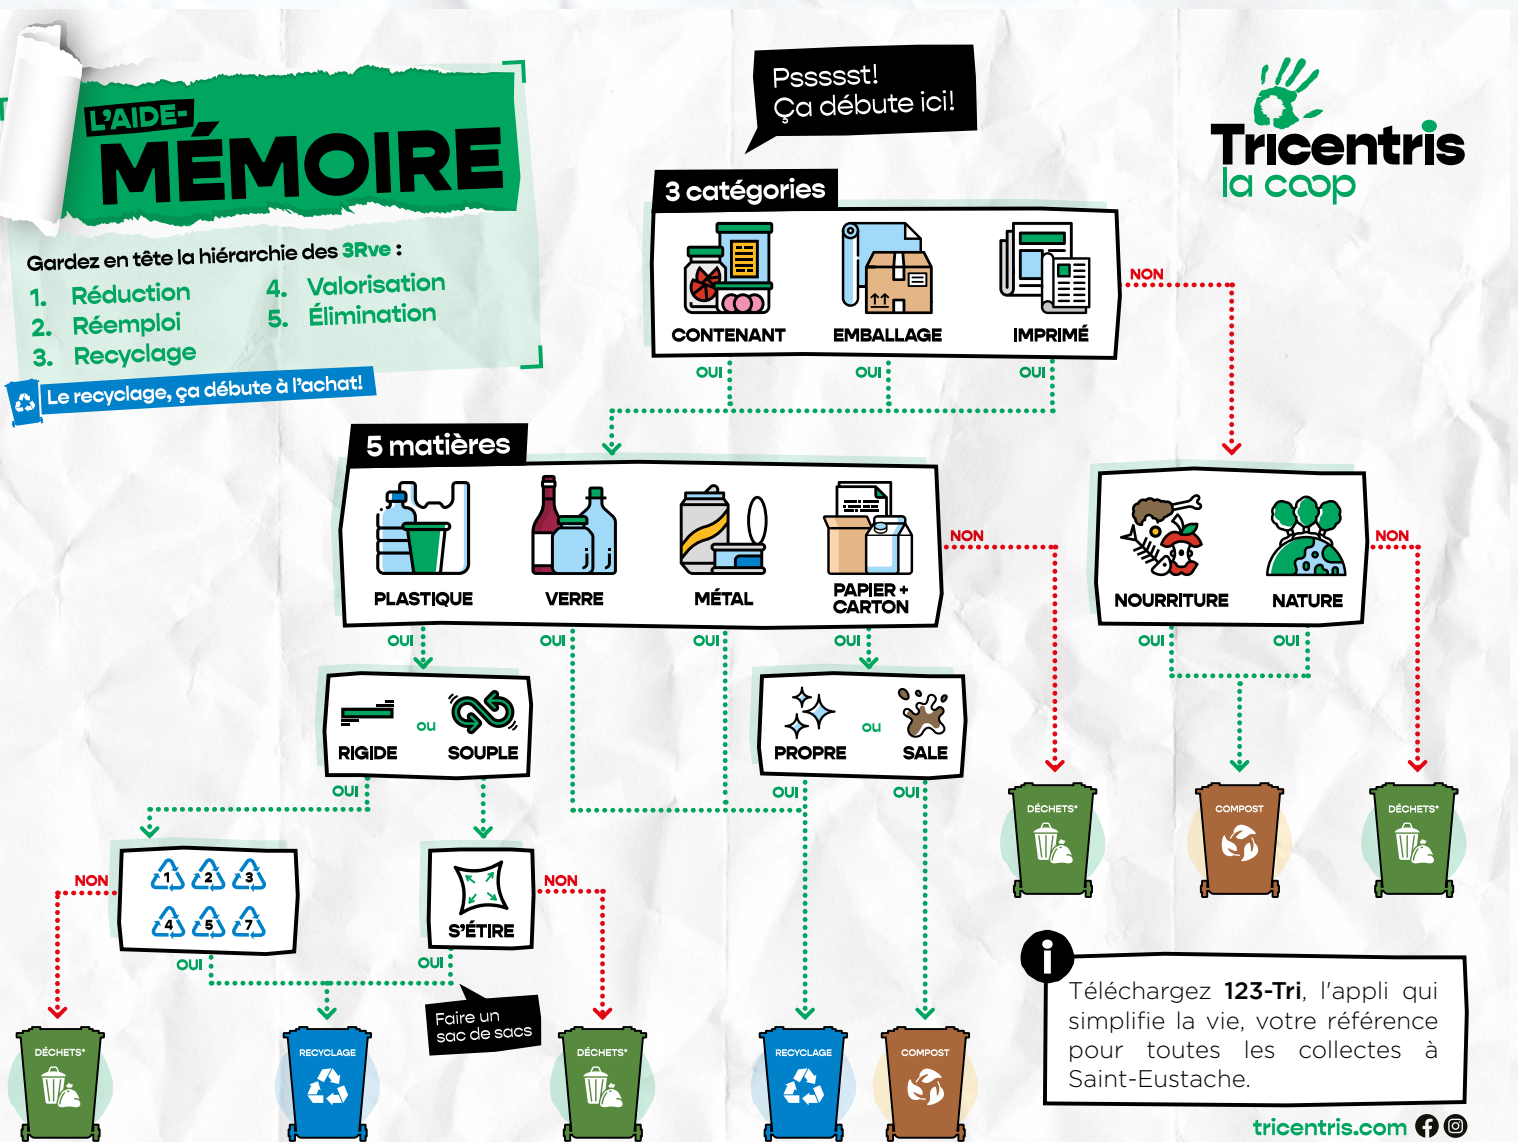 L'AIDE-
MÉMOIRE
Gardez en tête la hiérarchie des 3Rve :
1. Réduction
2. Réemploi
3. Recyclage
4. Valorisation
5. Élimination
Le recyclage, ça débute à l'achat!
Psssssst!
Ça débute ici!
Tricentris
la coop
3 catégories
CONTENANT
EMBALLAGE
IMPRIMÉ
NON
OUI
OUI
OUI
5 matières
PLASTIQUE
VERRE
MÉTAL
PAPIER +
CARTON
NON
NOURRITURE
NATURE
NON
OUI
OUI
OUI
OUI
OUI
OUI
RIGIDE
ou
SOUPLE
PROPRE
ou
SALE
OUI
OUI
OUI
DÉCHETS*
COMPOST
DÉCHETS*
NON
1
2
3
4
5
7
S'ÉTIRE
NON
OUI
OUI
Faire un
sac de sacs
DÉCHETS*
RECYCLAGE
DÉCHETS*
RECYCLAGE
COMPOST
i
Téléchargez 123-Tri, l'appli qui
simplifie la vie, votre référence
pour toutes les collectes à
Saint-Eustache.
tricentris.com